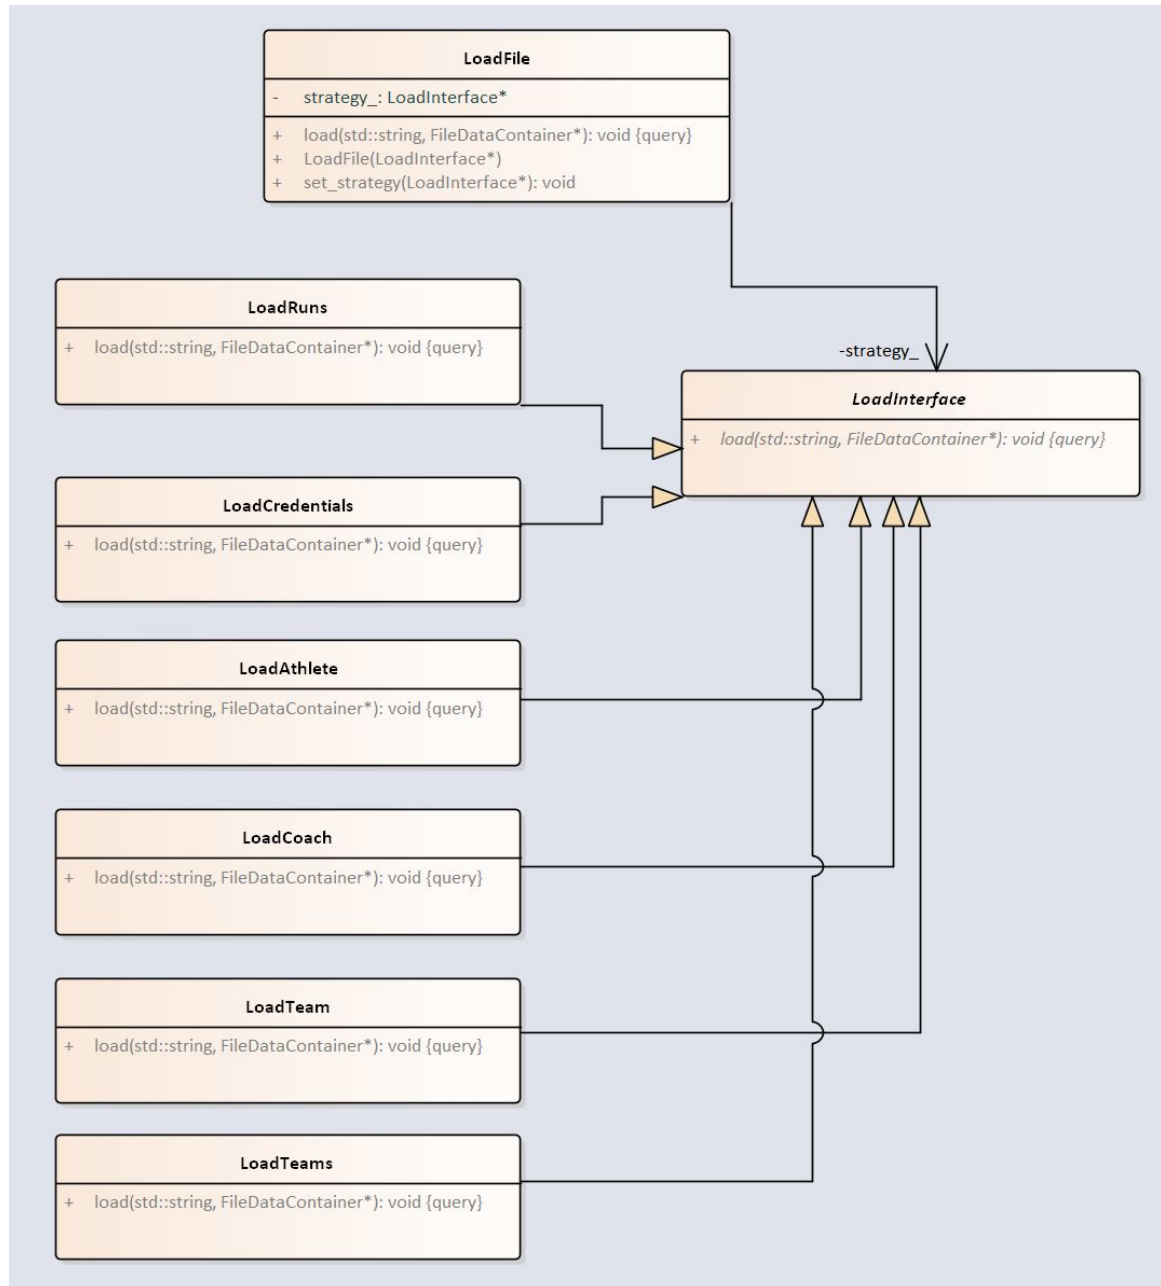 LoadFile
- strategy_: LoadInterface*
+ load(std::string, FileDataContainer*): void {query}
+ LoadFile(LoadInterface*)
+ set_strategy(LoadInterface*): void
LoadRuns
+ load(std::string, FileDataContainer*): void {query}
-strategy_
LoadInterface
+ load(std::string, FileDataContainer*): void {query}
LoadCredentials
+ load(std::string, FileDataContainer*): void {query}
LoadAthlete
+ load(std::string, FileDataContainer*): void {query}
LoadCoach
+ load(std::string, FileDataContainer*): void {query}
LoadTeam
+ load(std::string, FileDataContainer*): void {query}
LoadTeams
+ load(std::string, FileDataContainer*): void {query}